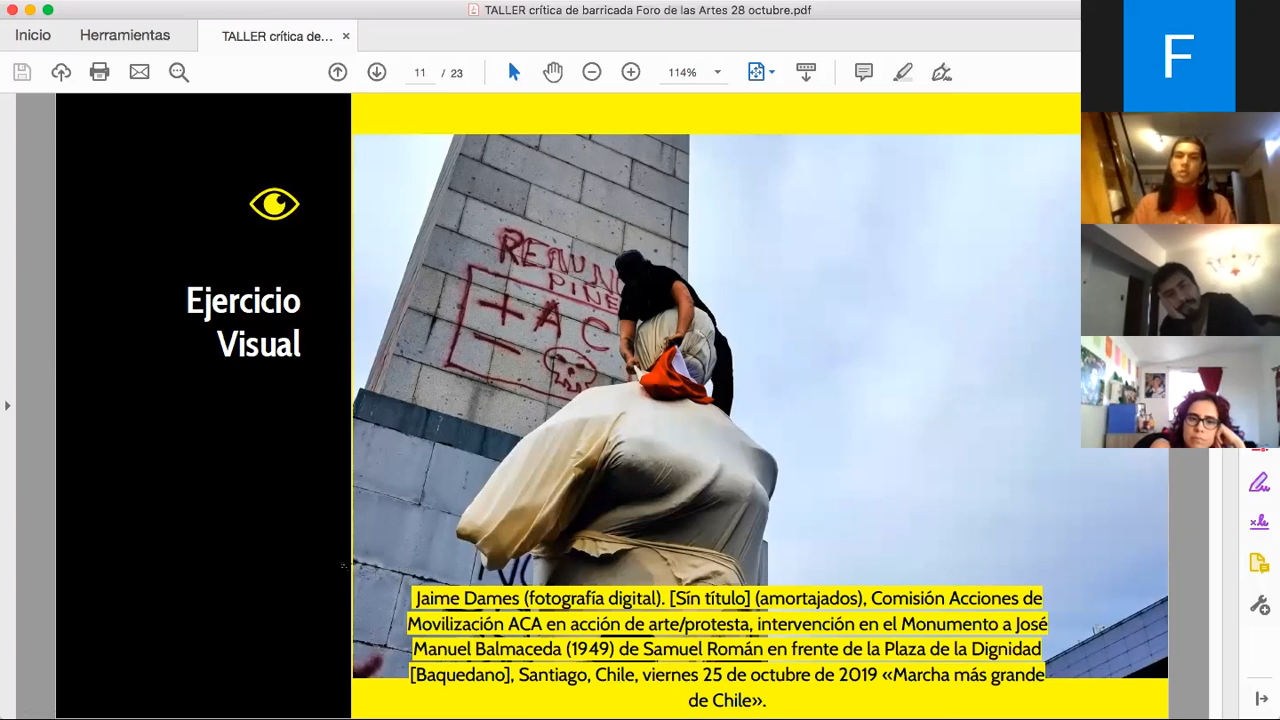 TALLER crítica de barricada Foro de las Artes 28 octubre.pdf
Inicio
Herramientas
TALLER crítica de…
11 / 23
114%
F
Ejercicio
Visual
+ A C
Jaime Dames (fotografía digital). [Sín título] (amortajados), Comisión Acciones de
Movilización ACA en acción de arte/protesta, intervención en el Monumento a José
Manuel Balmaceda (1949) de Samuel Román en frente de la Plaza de la Dignidad
[Baquedano], Santiago, Chile, viernes 25 de octubre de 2019 «Marcha más grande
de Chile».